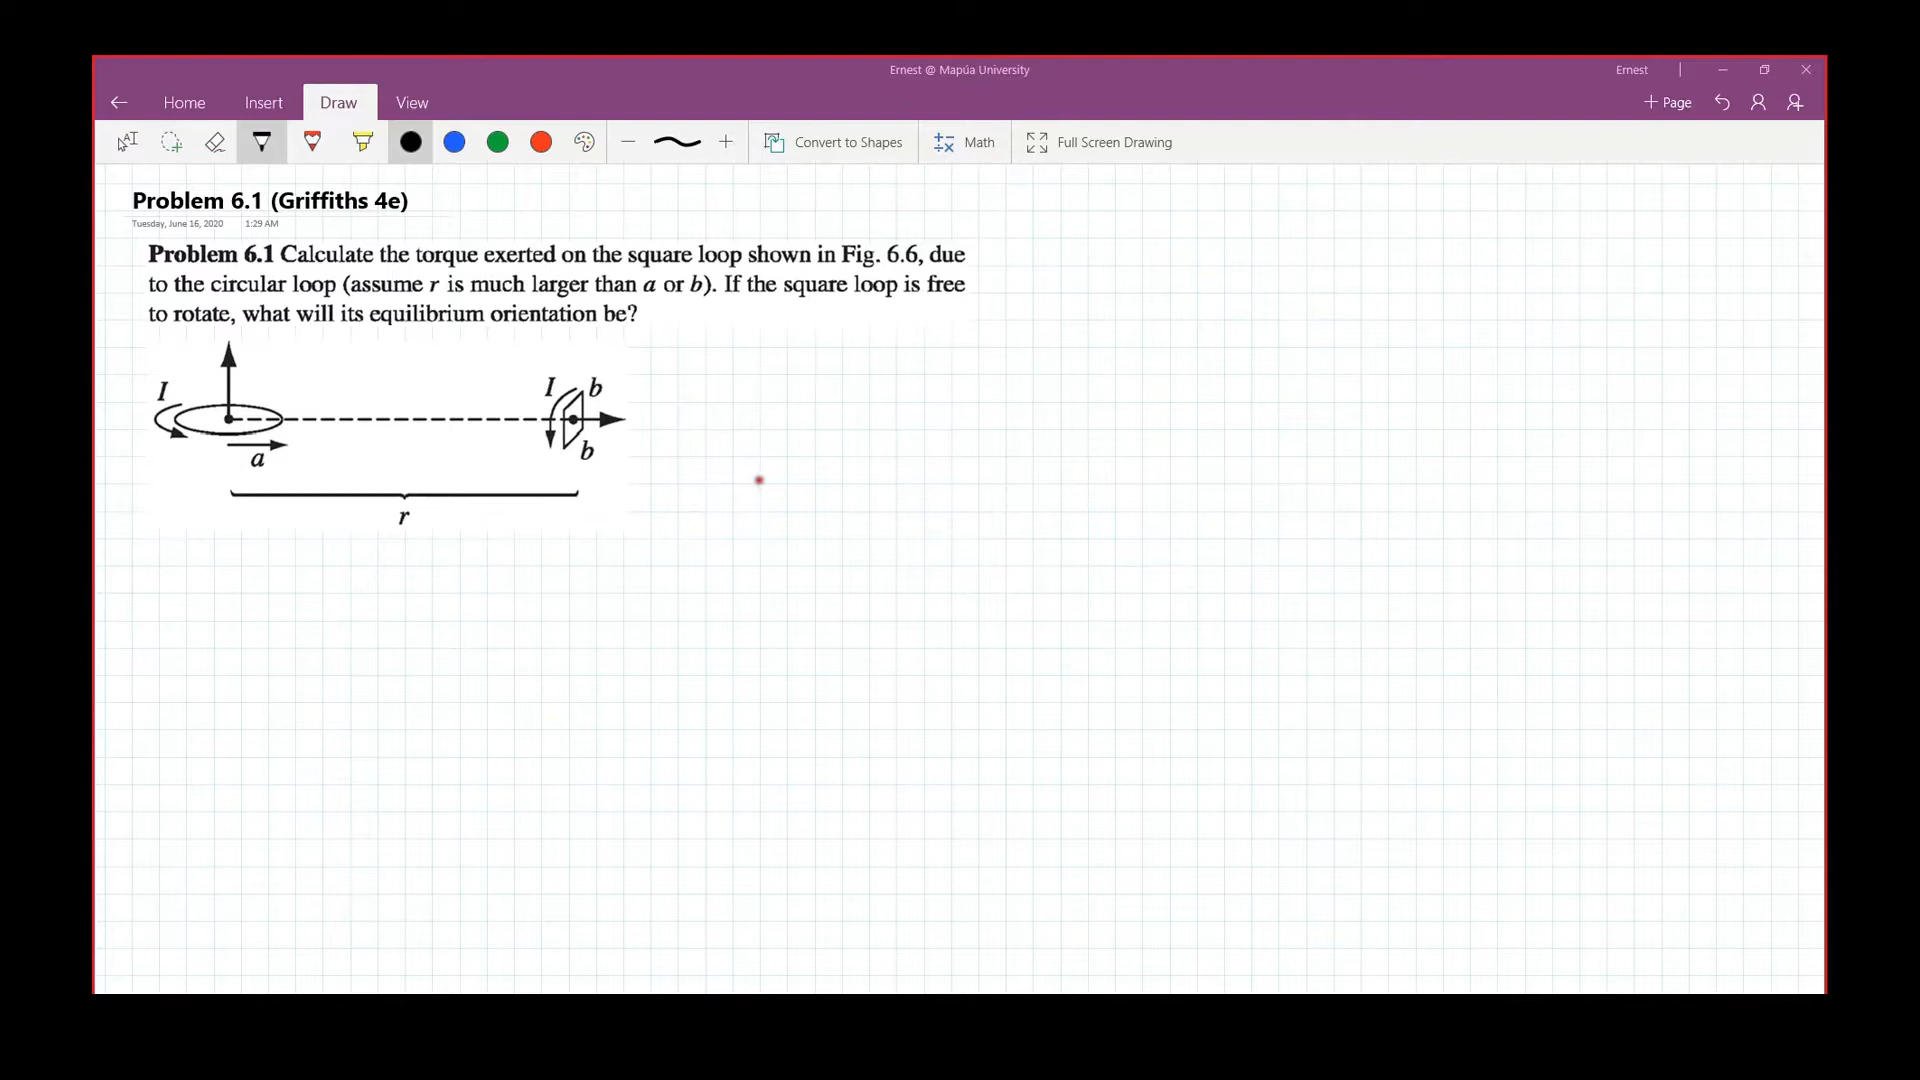 Ernest @ Mapúa University
Ernest
Home Insert Draw View
Page
Convert to Shapes Math Full Screen Drawing
Problem 6.1 (Griffiths 4e)
Tuesday, June 16, 2020 1:29 AM
Problem 6.1 Calculate the torque exerted on the square loop shown in Fig. 6.6, due
to the circular loop (assume r is much larger than a or b). If the square loop is free
to rotate, what will its equilibrium orientation be?
I I b
a b
r